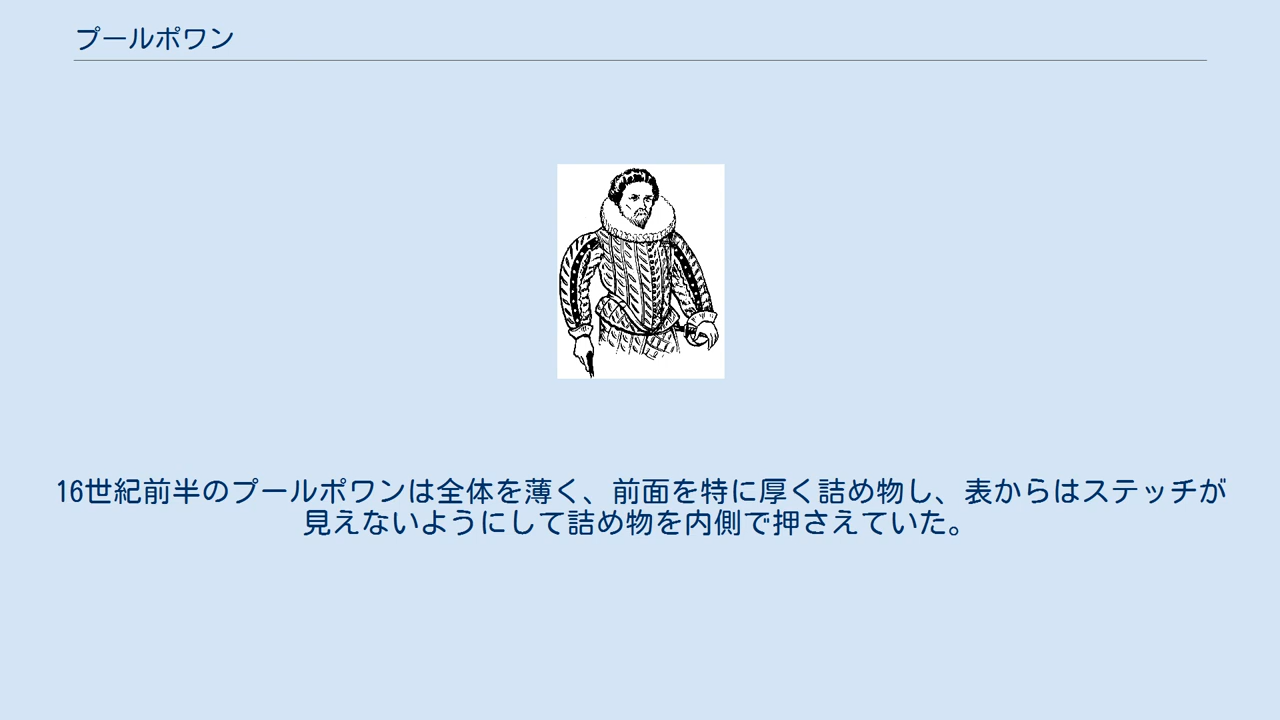 プールポワン
16世紀前半のプールポワンは全体を薄く、前面を特に厚く詰め物し、表からはステッチが
見えないようにして詰め物を内側で押さえていた。